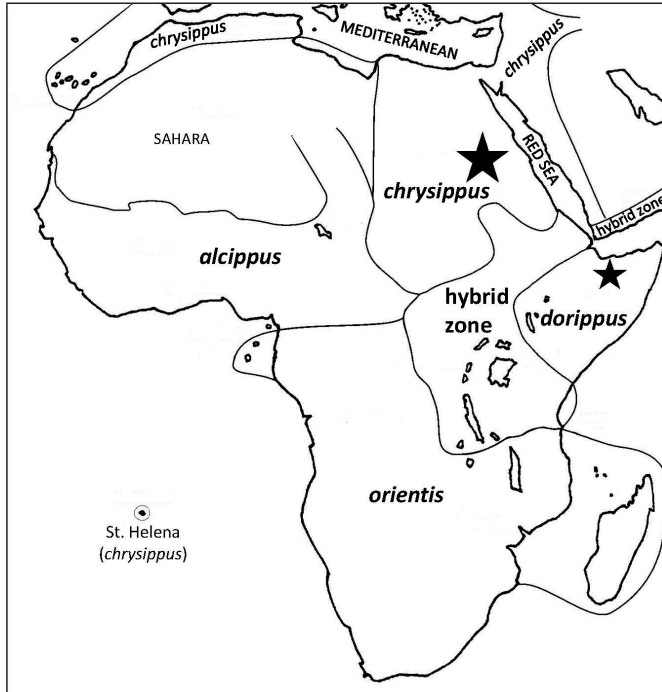 chrysippus
MEDITERRANEAN
chrysippus
SAHARA
RED SEA
chrysippus
hybrid zone
alcippus
hybrid
zone
dorippus
orientis
St. Helena
(chrysippus)